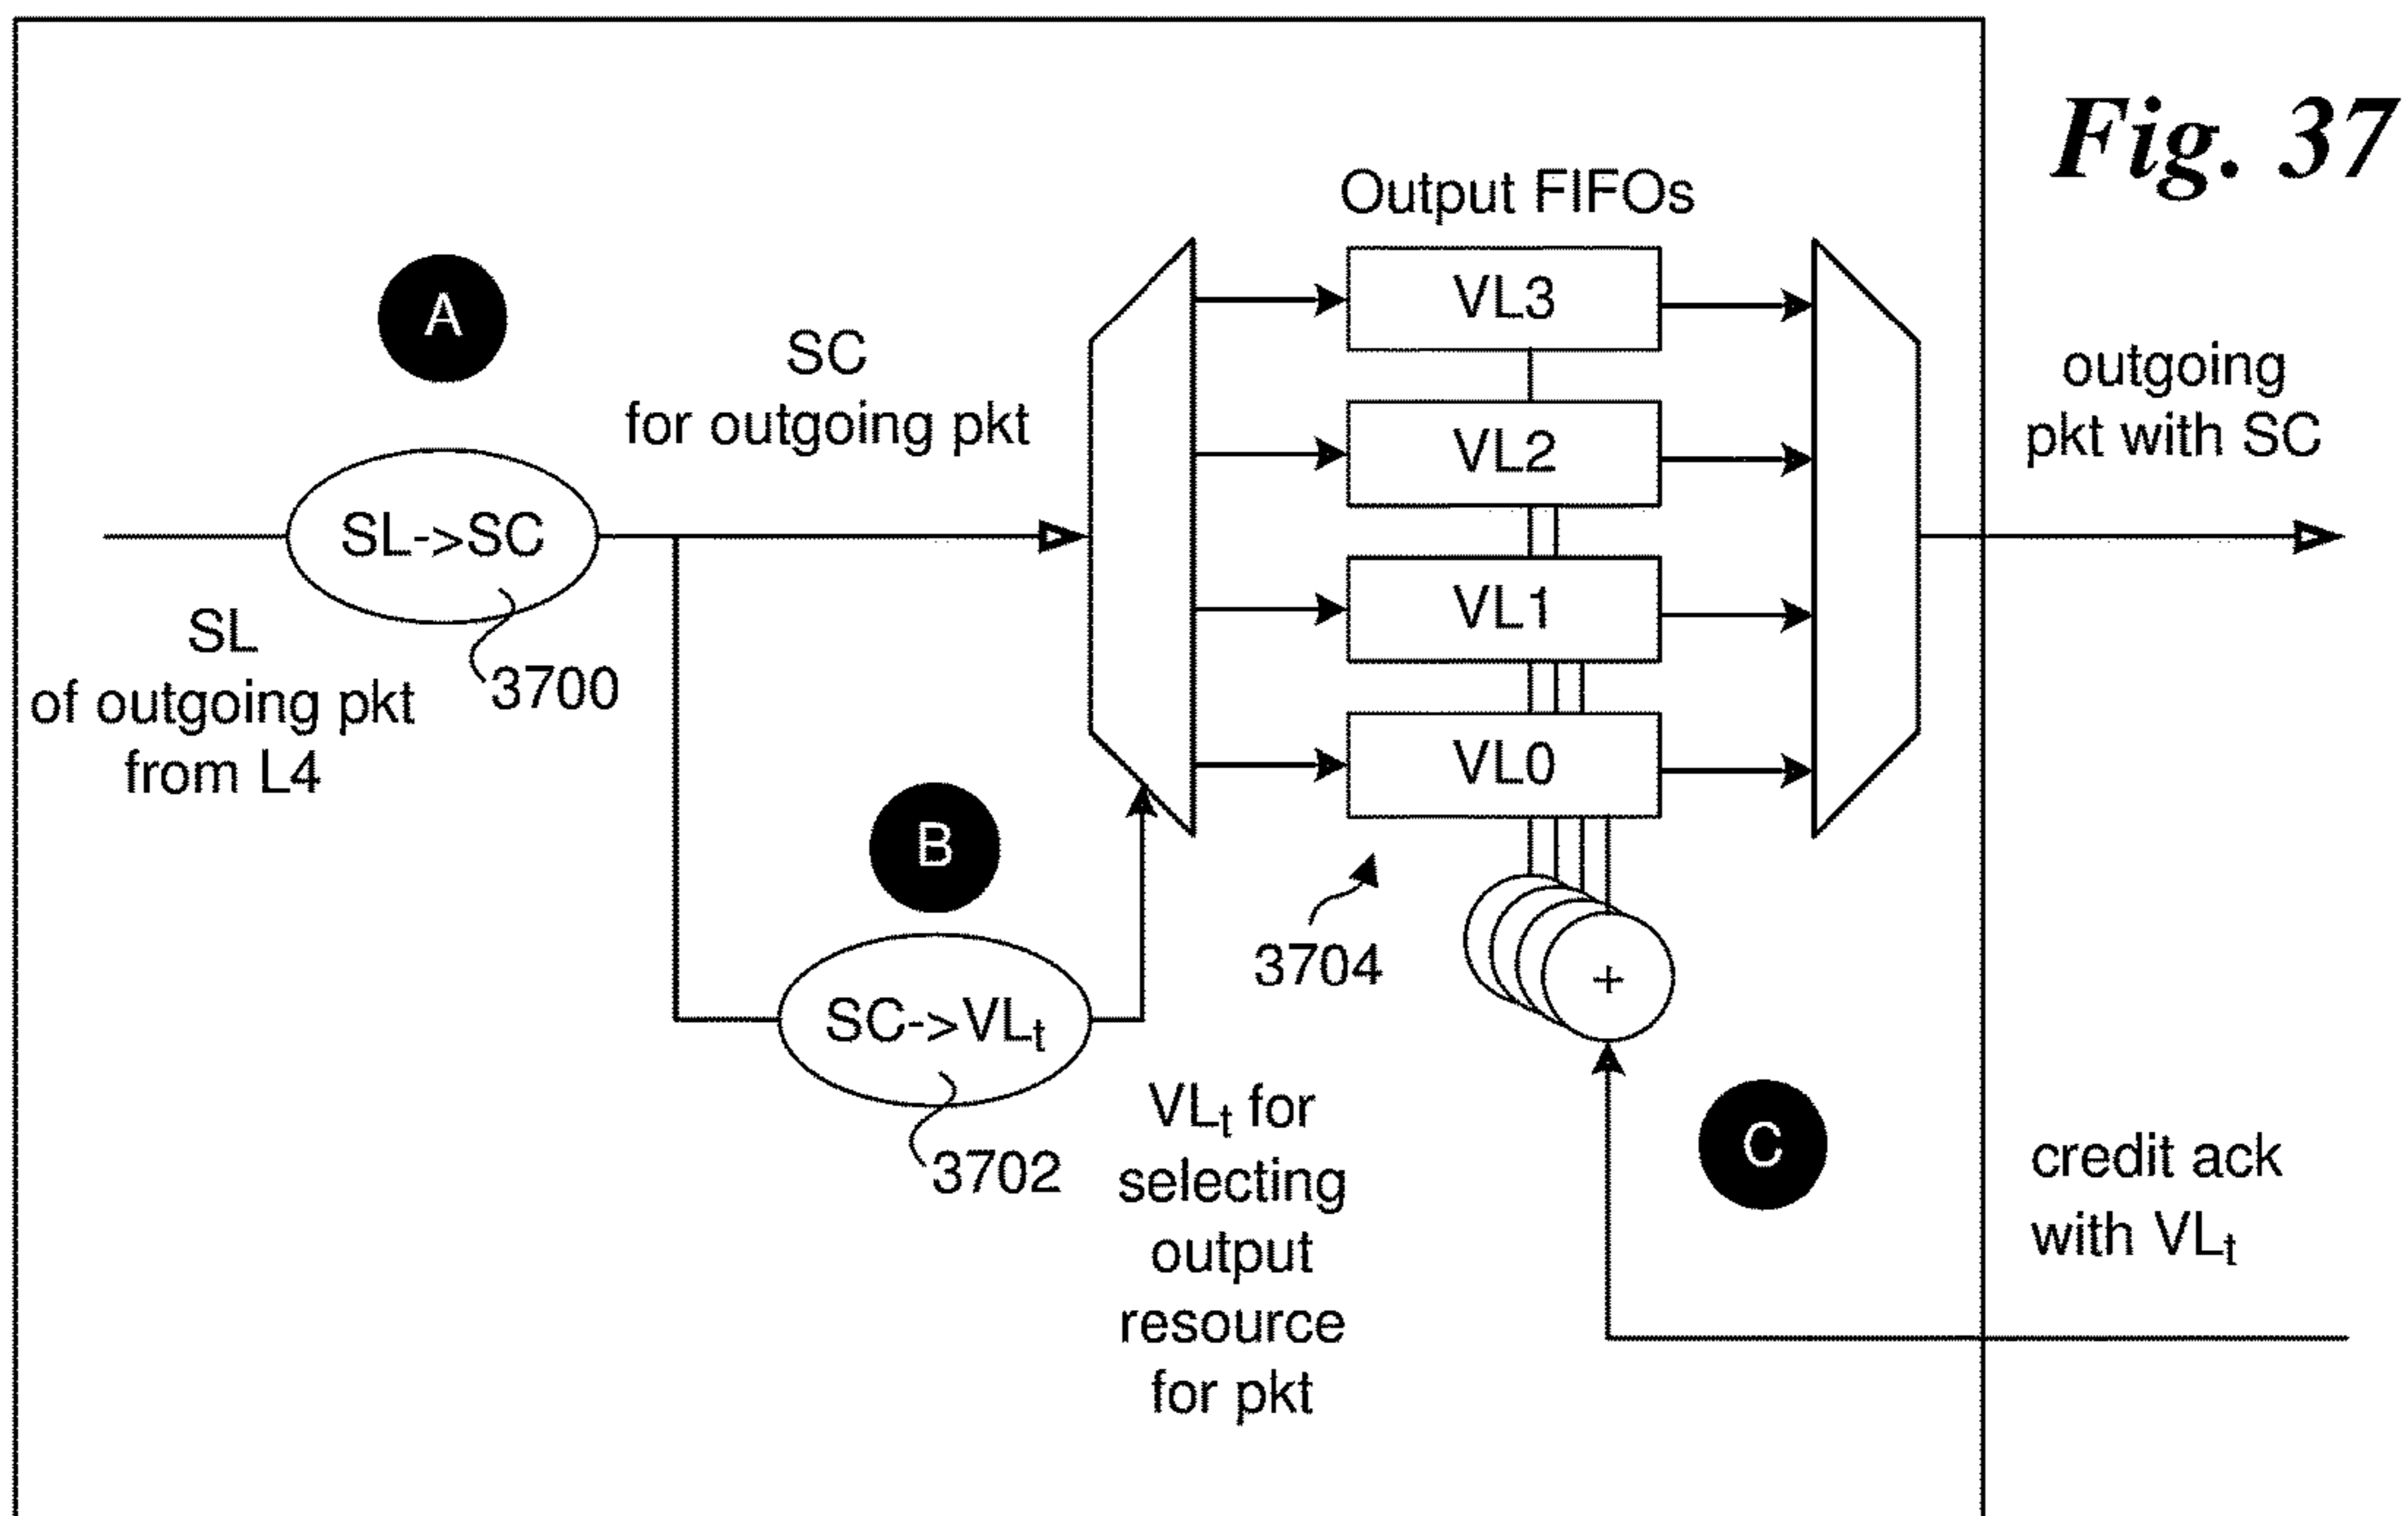 Fig. 37
Output FIFOs
A
SC
for outgoing pkt
SL->SC
3700
SL
of outgoing pkt
from L4
VL3
VL2
VL1
VL0
outgoing
pkt with SC
B
SC->VLt
3702
VLt for
selecting
output
resource
for pkt
3704
+
C
credit ack
with VLt